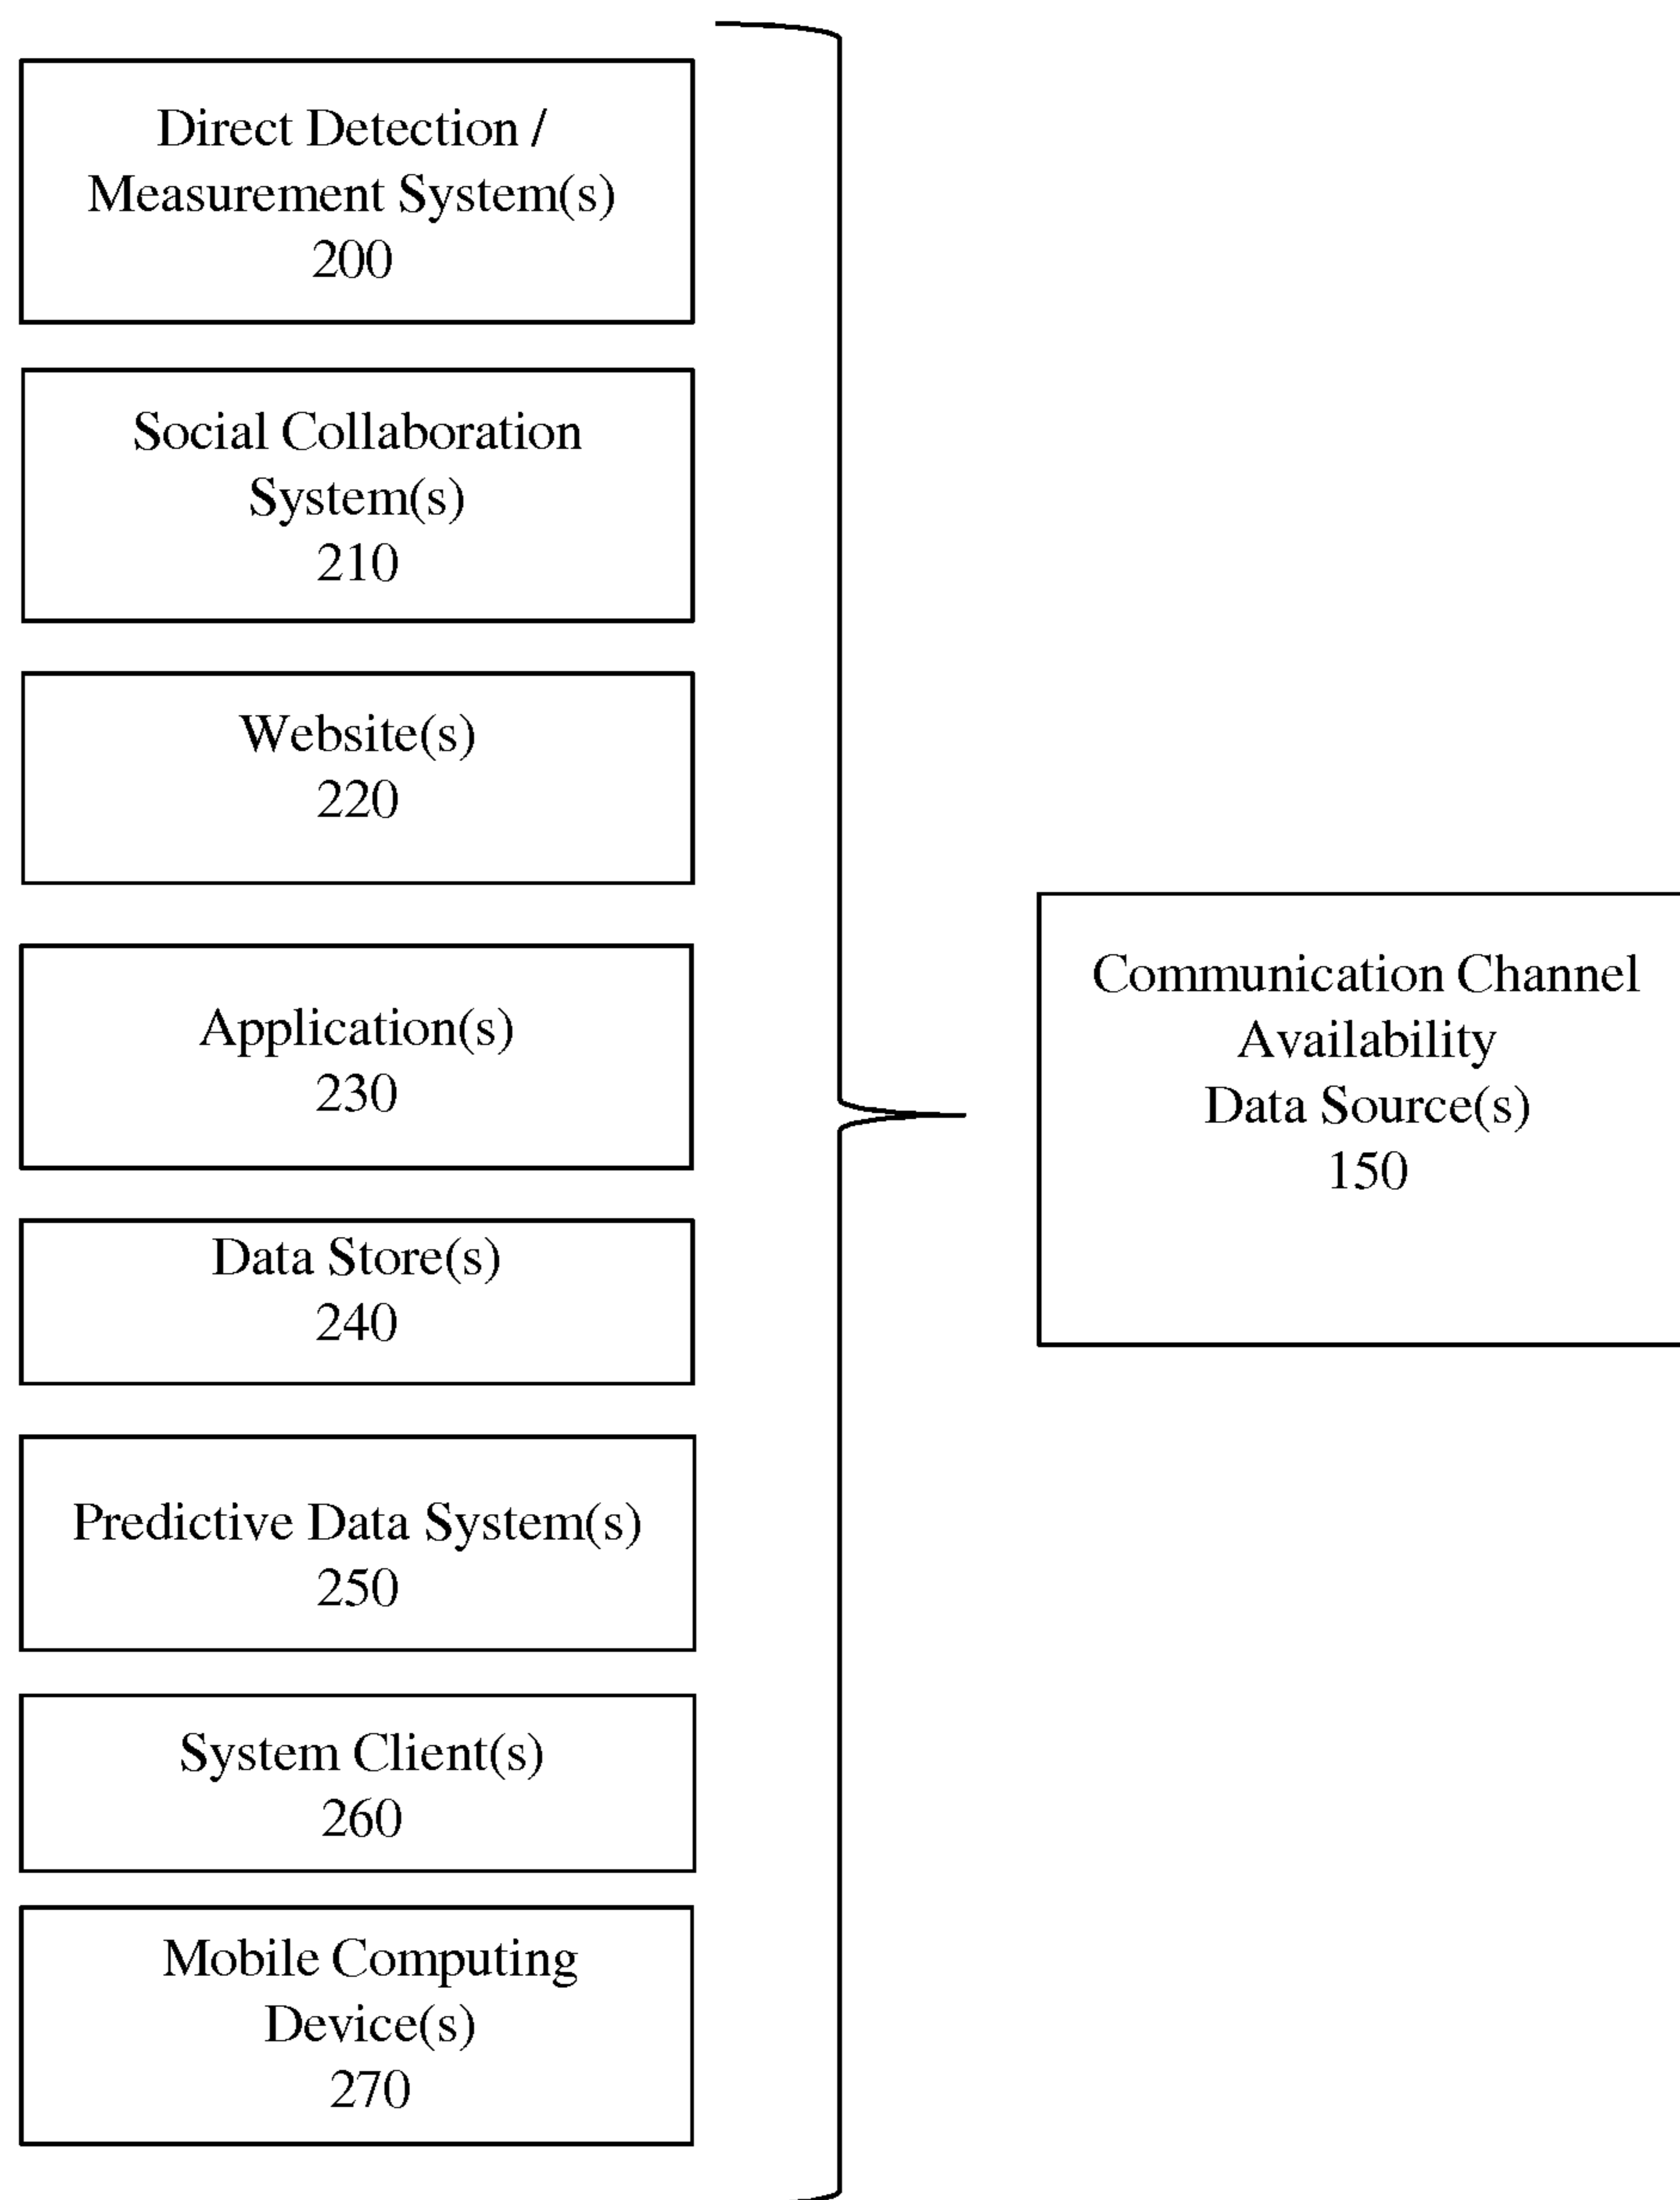 Direct Detection /
Measurement System(s)
200
Social Collaboration
System(s)
210
Website(s)
220
Application(s)
230
Data Store(s)
240
Predictive Data System(s)
250
System Client(s)
260
Mobile Computing
Device(s)
270
Communication Channel
Availability
Data Source(s)
150